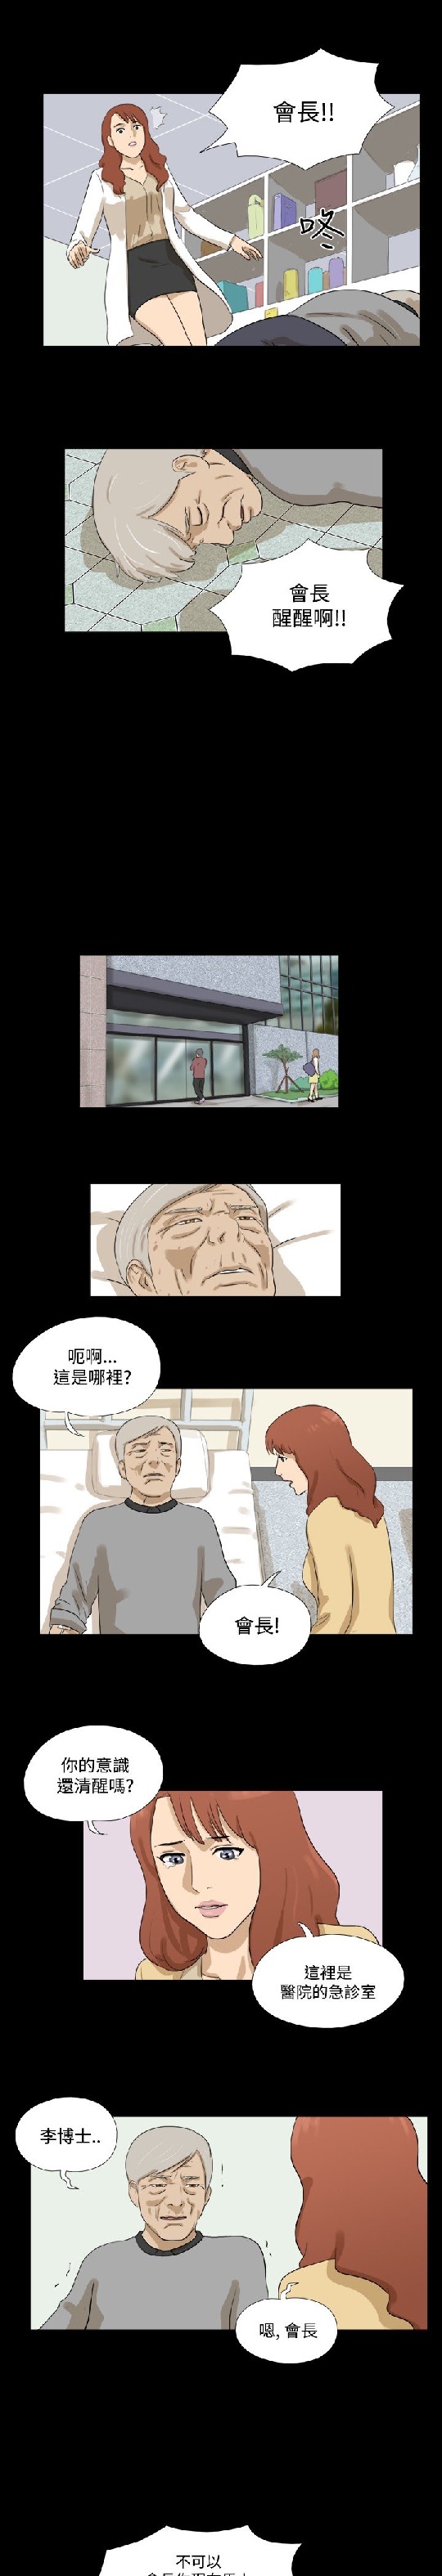 會長!!
咚
會長
醒醒啊!!
呃啊...
這是哪裡?
會長!
你的意識
還清醒嗎?
這裡是
醫院的急診室
李博士..
嗯, 會長
不可以